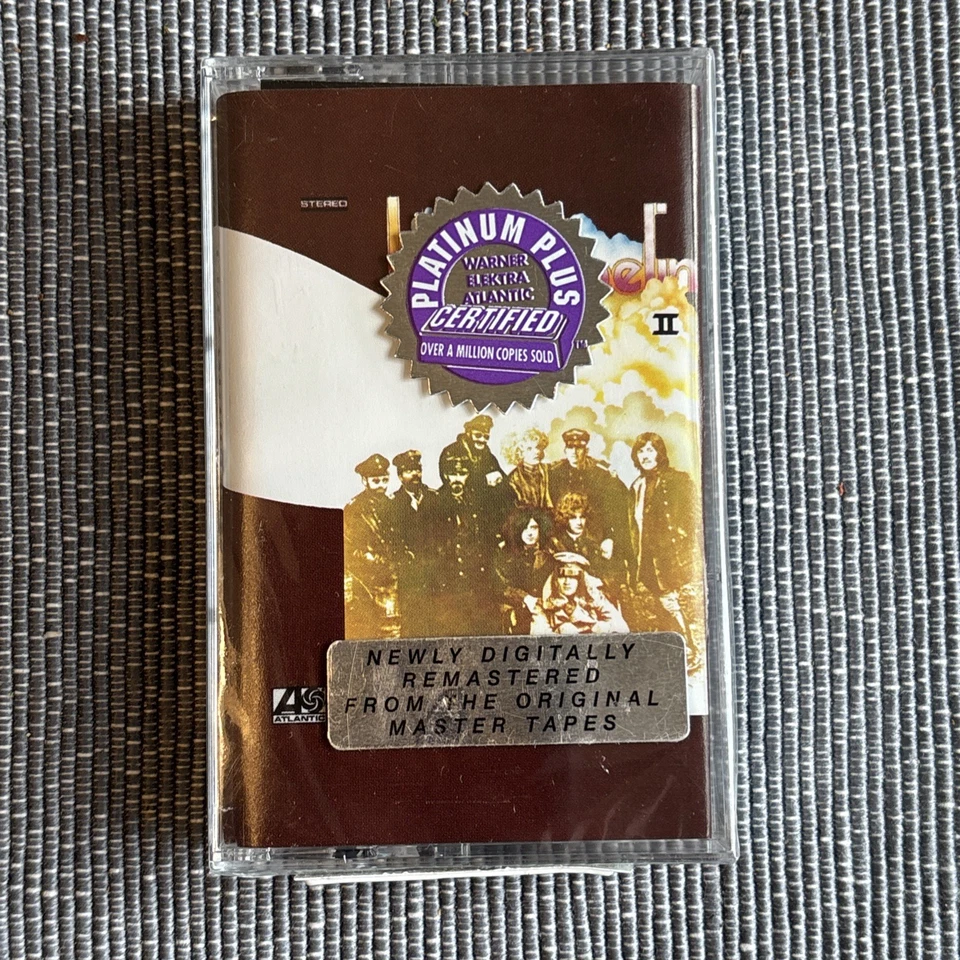 STEREO
PLATINUM PLUS
WARNER
ELEKTRA
ATLANTIC
CERTIFIED
OVER A MILLION COPIES SOLD
TM
II
NEWLY DIGITALLY
REMASTERED
FROM THE ORIGINAL
MASTER TAPES
ATLANTIC